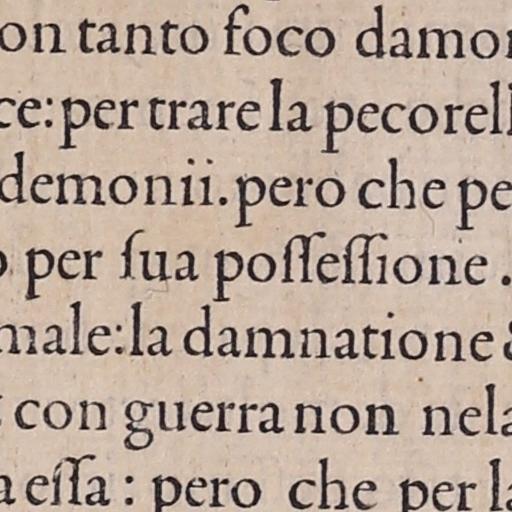 on tanto foco damor
ce: per trare la pecorell
demonii. pero che pe
o per ſua poſſeſſione .
male: la damnatione &
con guerra non nela
a eſſa : pero che per la